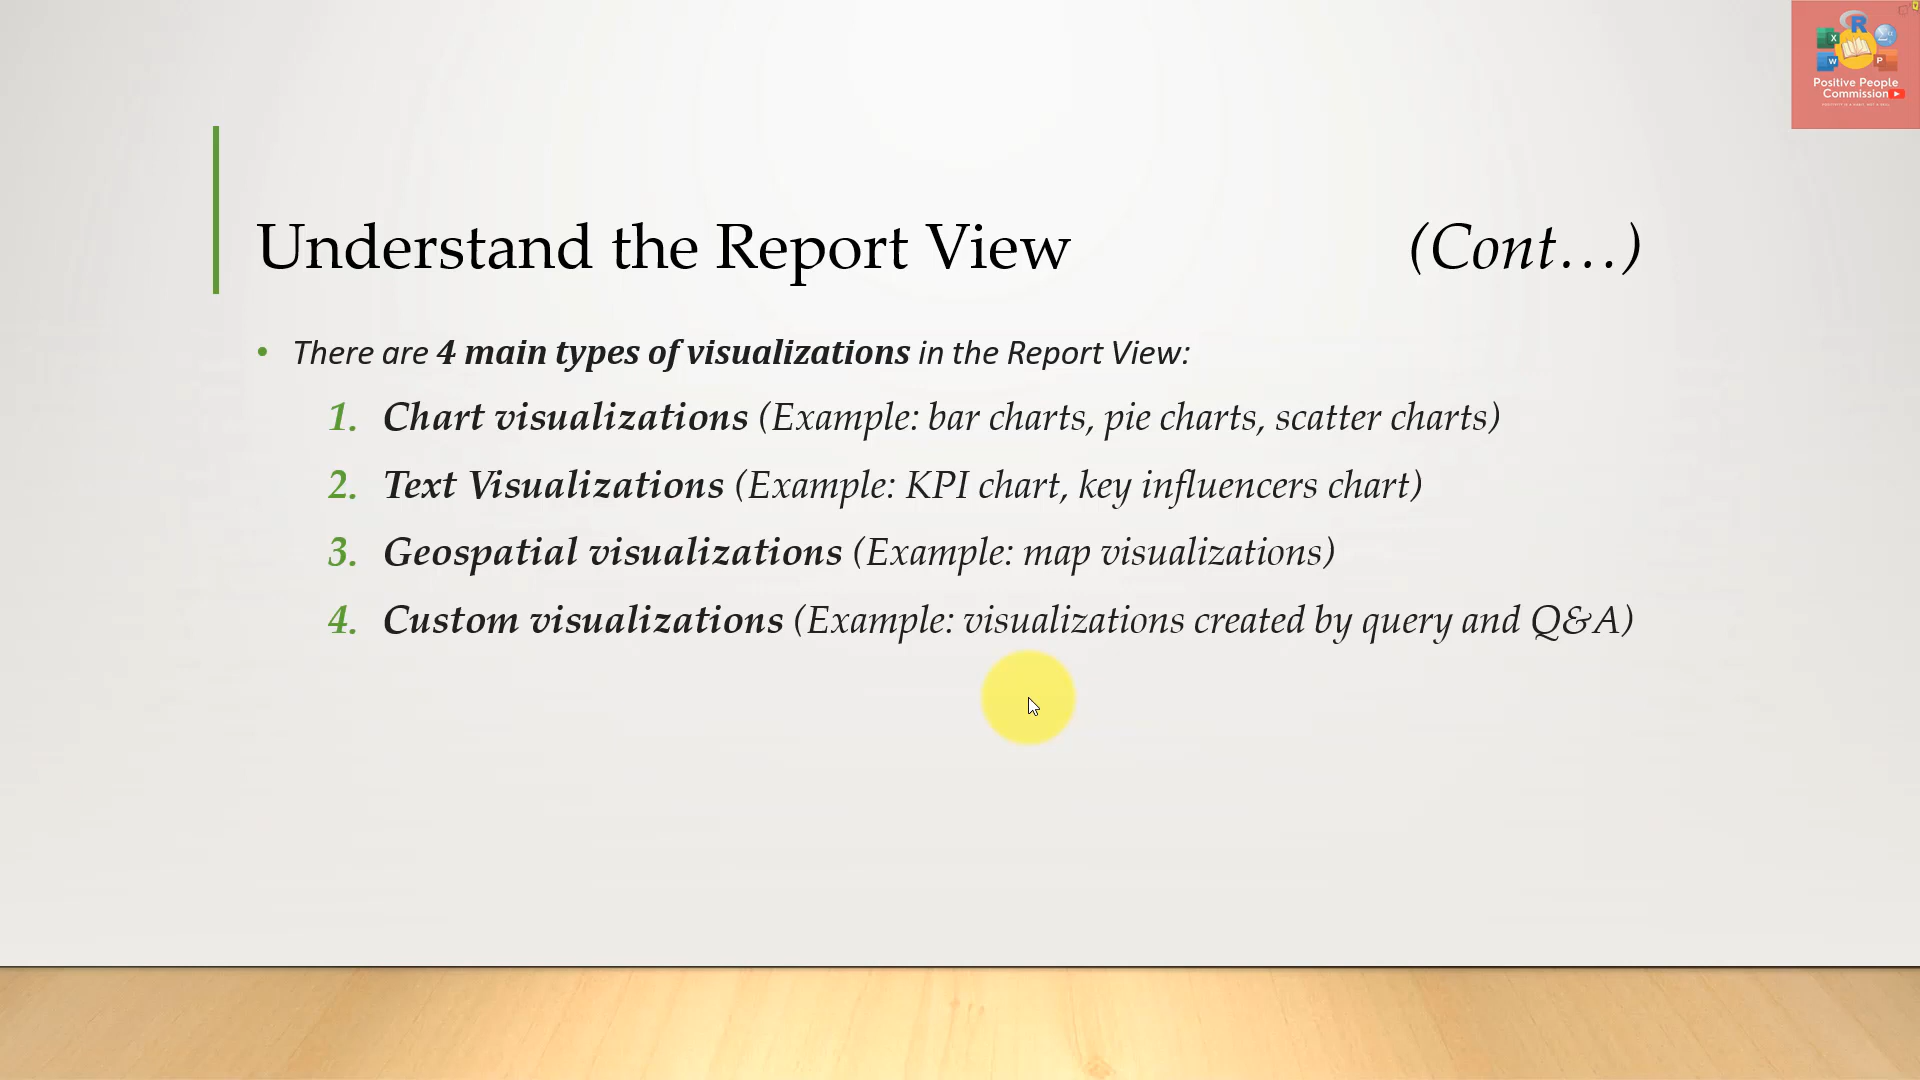 R
X
W
P
Positive People
Commission
Understand the Report View (Cont...)
• There are 4 main types of visualizations in the Report View:
1. Chart visualizations (Example: bar charts, pie charts, scatter charts)
2. Text Visualizations (Example: KPI chart, key influencers chart)
3. Geospatial visualizations (Example: map visualizations)
4. Custom visualizations (Example: visualizations created by query and Q&A)